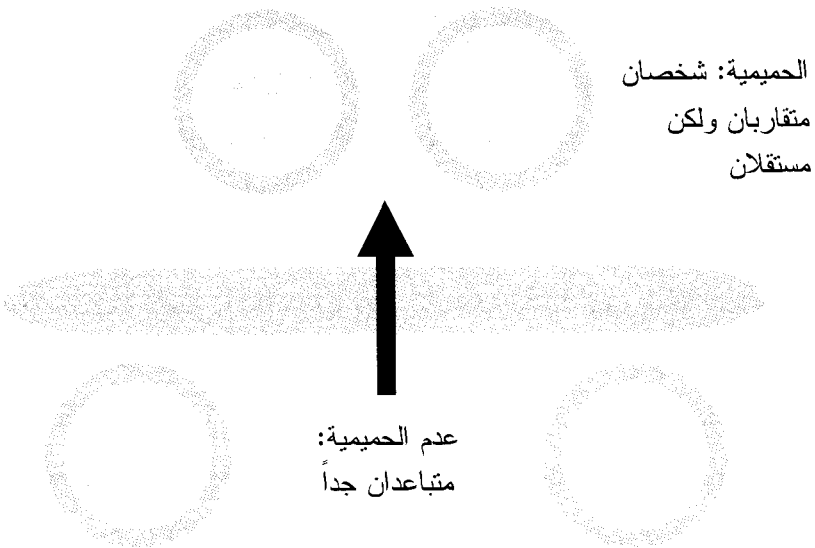 الحميمية: شخصان
متقاربان ولكن
مستقلان
عدم الحميمية:
متباعدان جداً